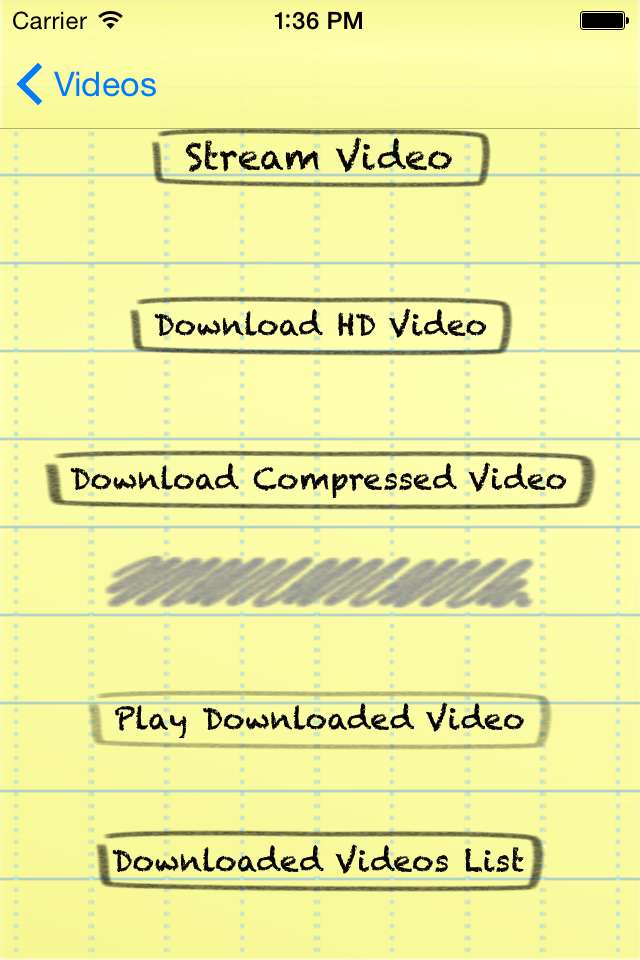 Carrier 1:36 PM
Videos
Stream Video
Download HD Video
Download Compressed Video
Play Downloaded Video
Downloaded Videos List